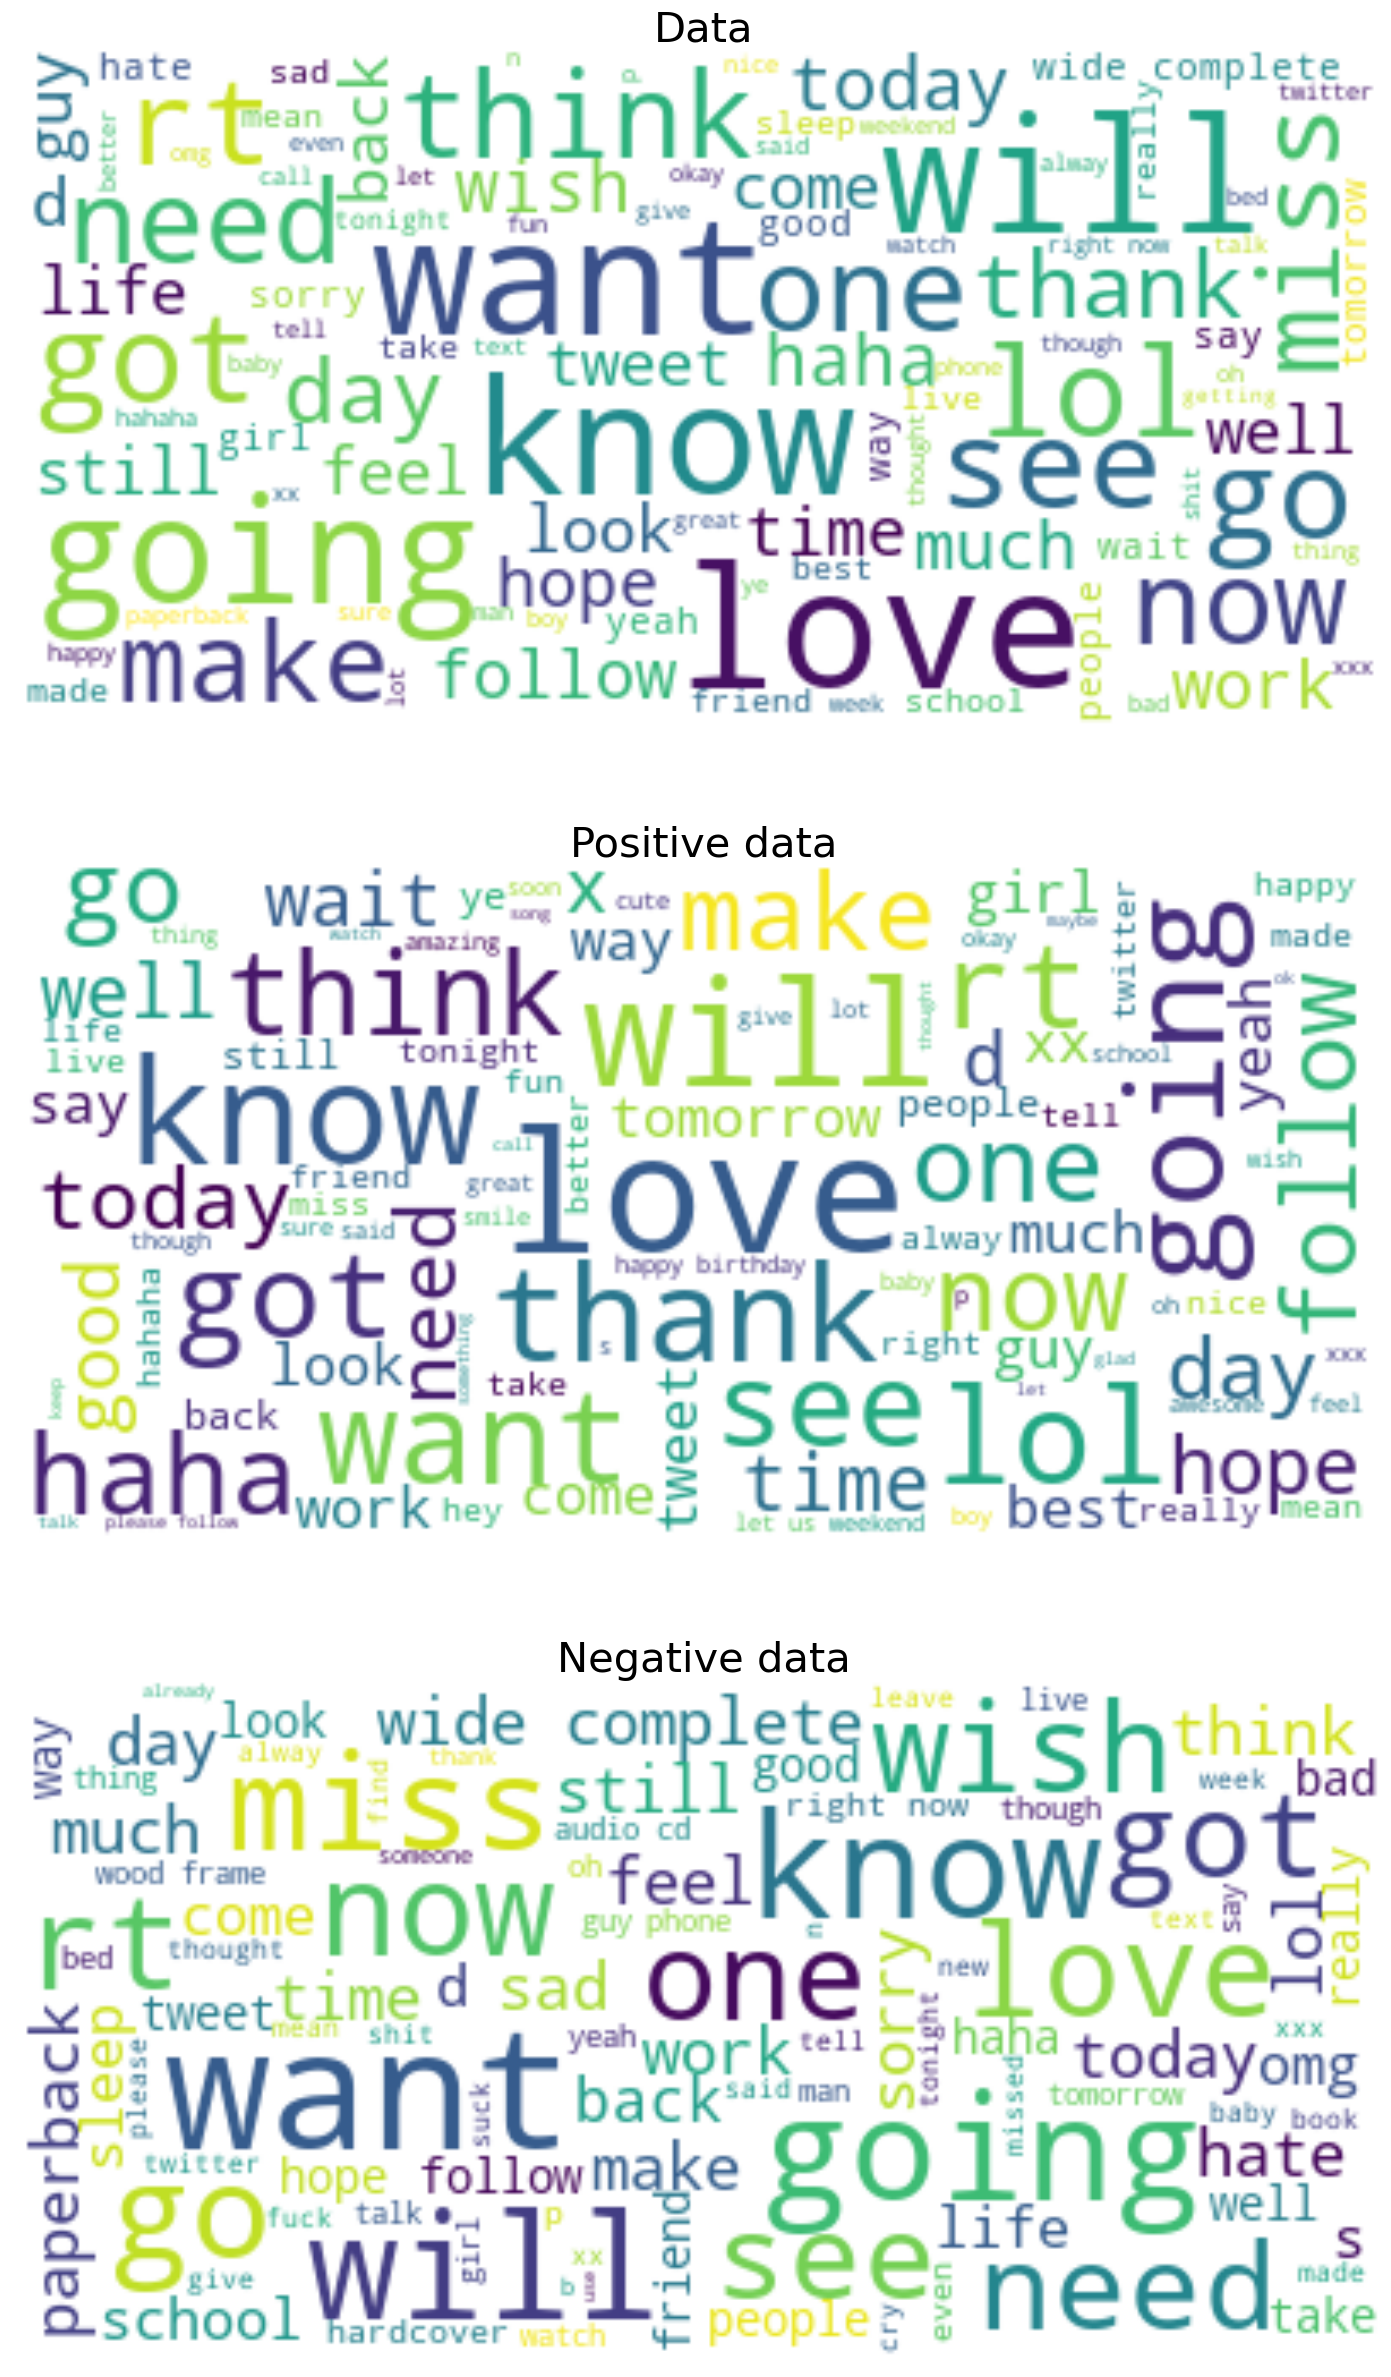 Data
guy hate sad back think n p nice today wide complete twitter
better rt mean omg even sleep weekend said will really miss
d need call let wish okay come alway bed tomorrow
tonight fun give good watch right now talk
life sorry want one thank
got tell take text tweet haha though say
baby day know phone lol oh getting
hahaha girl live well
still feel xx way thought see shit go
going look great time much wait thing
hope best love ye now
paperback sure man boy yeah people
happy make lot follow work xxx
made friend week school bad
Positive data
go wait ye soon song x cute make girl maybe twitter happy
thing watch amazing way okay going made
well think will give lot thought rt yeah ok follow
life live still tonight d xx school
say know fun tomorrow people tell
better call love one wish
today friend miss great smile sure said need alway much
though happy birthday baby now p oh nice
good hahaha got thank s right guy glad day xxx
look something take let
keep back want tweet see lol awesome feel
haha come time hope
talk please follow work hey let us weekend boy best really mean
Negative data
already look wide complete leave live wish think
way day alway thank good week bad
thing miss find still right now though
much audio cd know got
wood frame someone oh feel say lol really
rt come now guy phone n text
bed thought one sorry new love
time d sad
paperback sleep tweet mean shit yeah work tell tonight haha today xxx omg
please want suck back said man missed tomorrow baby book
twitter hope follow make going hate
go fuck talk will girl p friend life well
give xx b use see need s made
school hardcover watch people cry even take